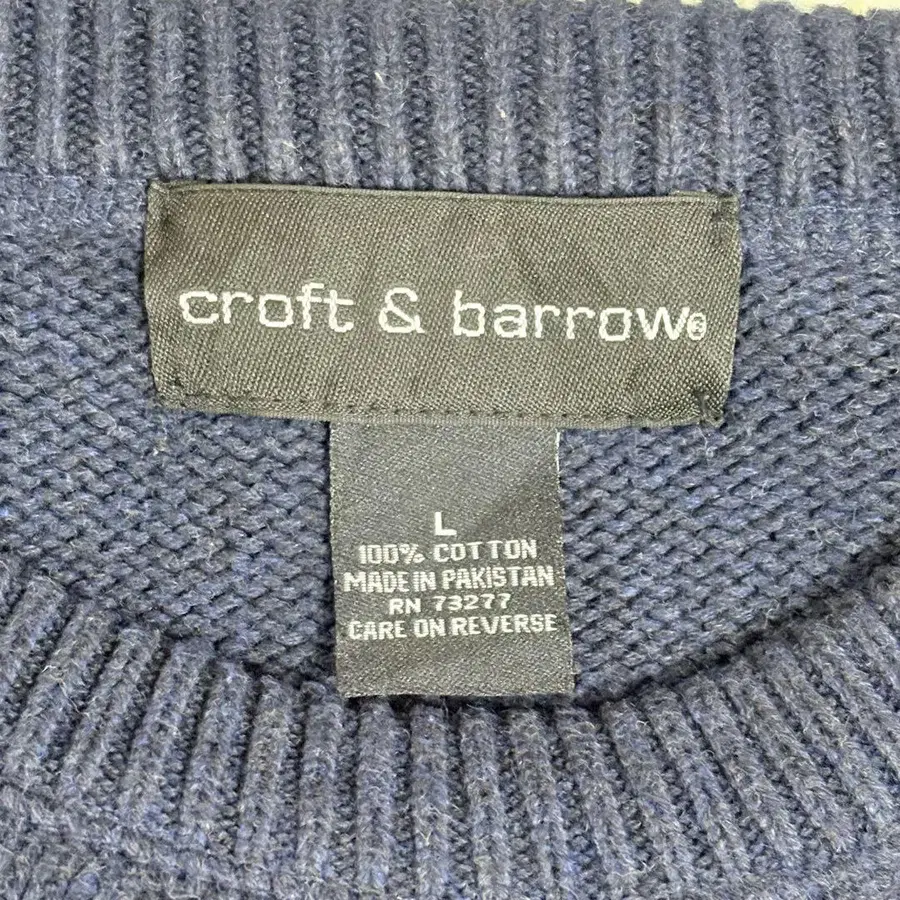 croft & barrow®
L
100% COTTON
MADE IN PAKISTAN
RN 73277
CARE ON REVERSE